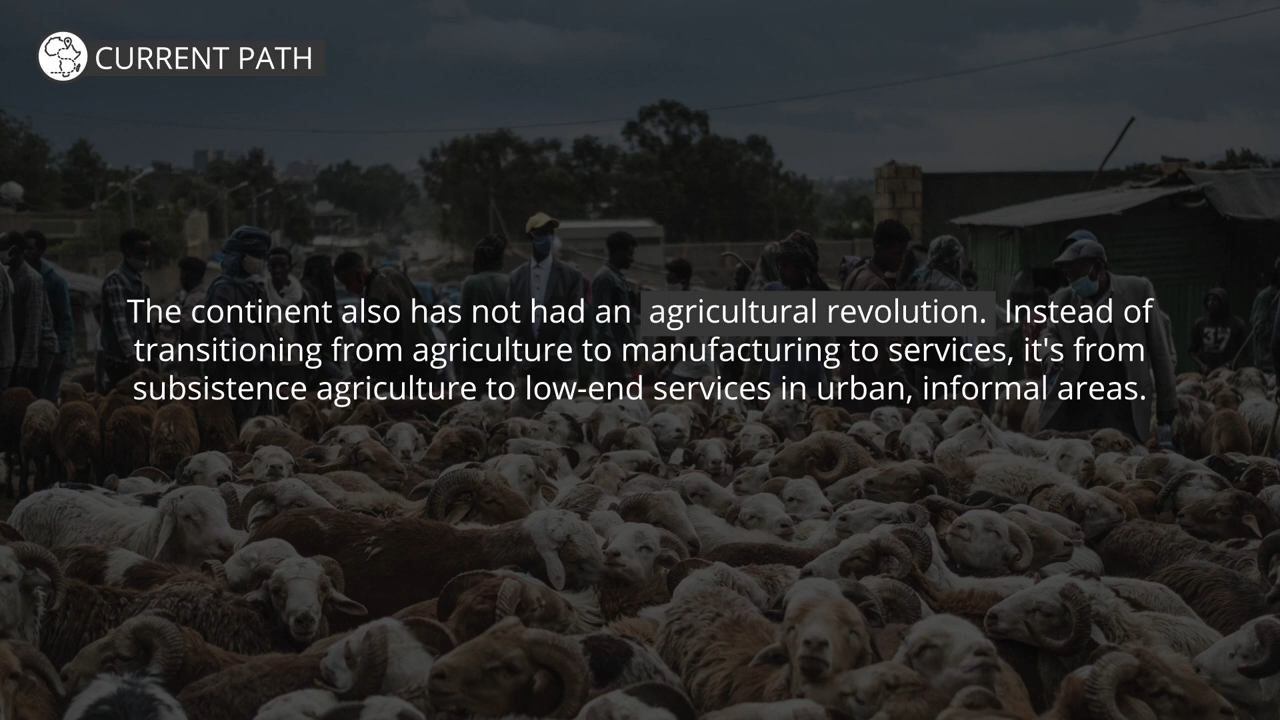 CURRENT PATH
The continent also has not had an agricultural revolution. Instead of
transitioning from agriculture to manufacturing to services, it's from
subsistence agriculture to low-end services in urban, informal areas.
37